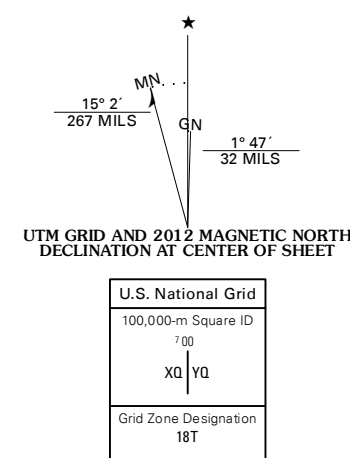 ★
MN
15° 2´
267 MILS
GN
1° 47´
32 MILS
UTM GRID AND 2012 MAGNETIC NORTH
DECLINATION AT CENTER OF SHEET
U.S. National Grid
100,000-m Square ID
⁷00
XQ YQ
Grid Zone Designation
18T